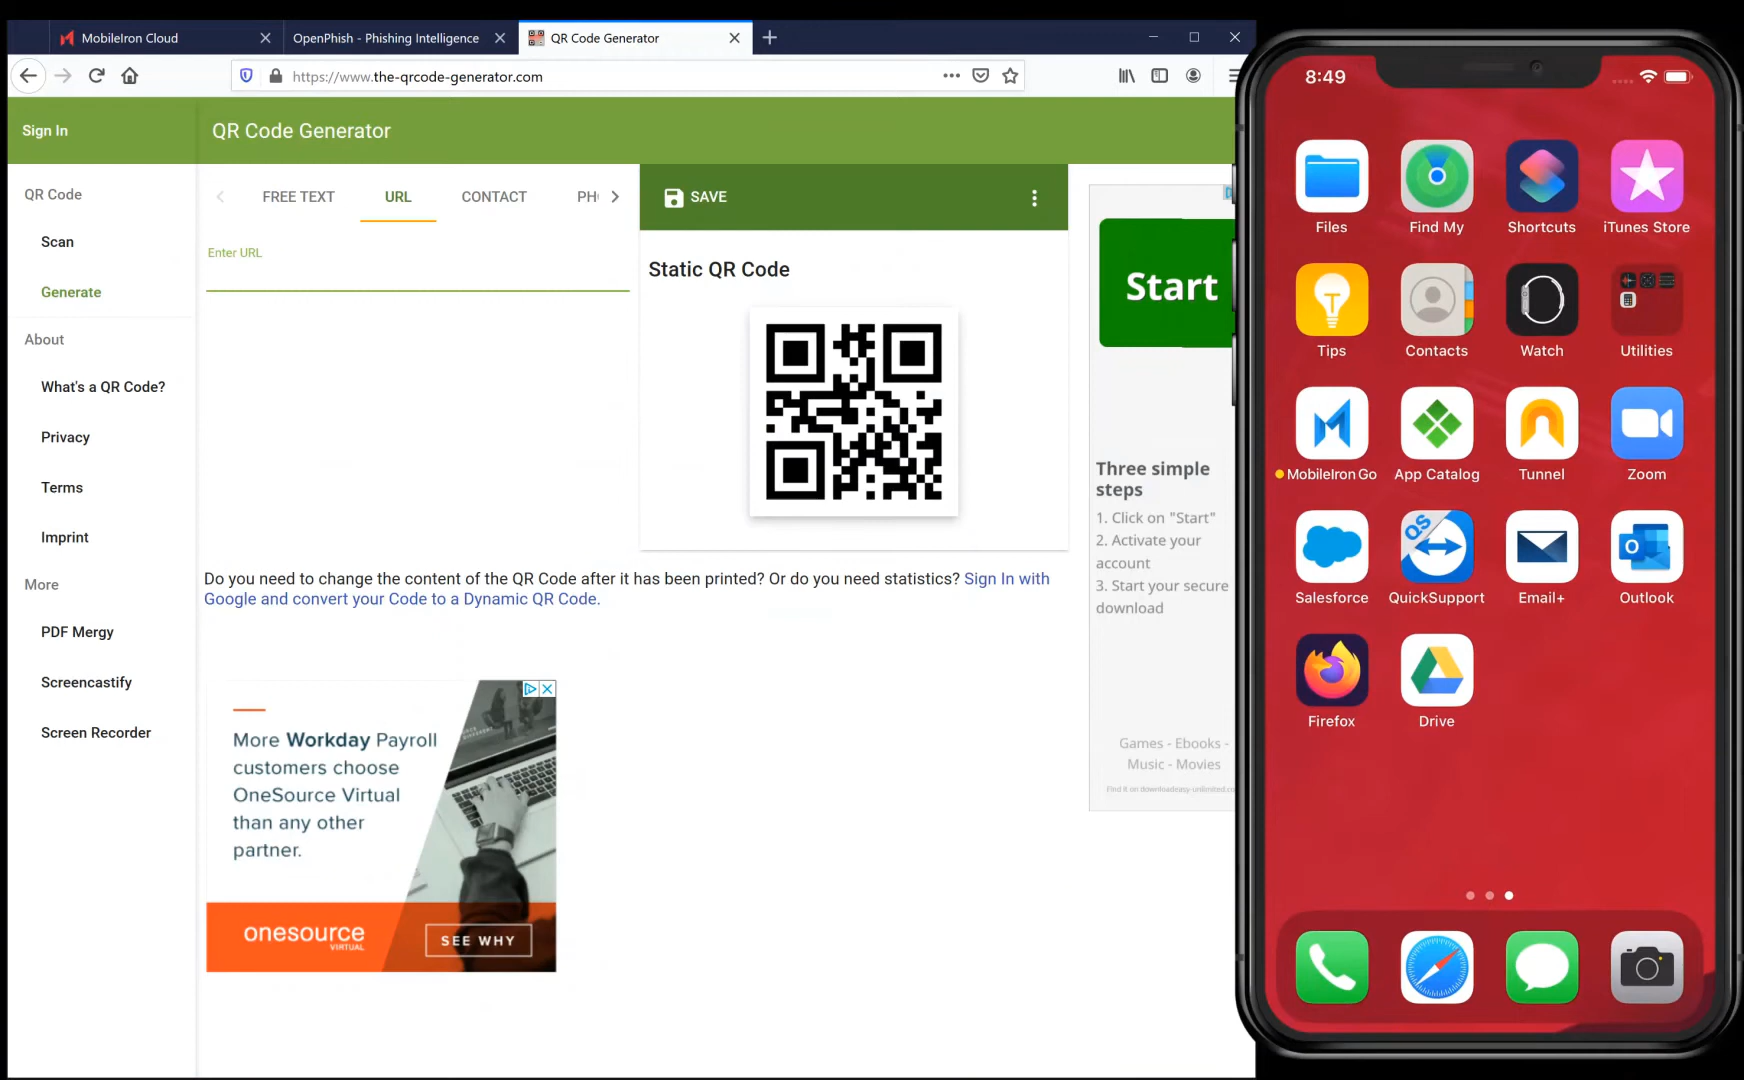 MobileIron Cloud
OpenPhish - Phishing Intelligence
QR Code Generator
https://www.the-qrcode-generator.com
Sign In
QR Code Generator
QR Code
Scan
Generate
About
What's a QR Code?
Privacy
Terms
Imprint
More
PDF Mergy
Screencastify
Screen Recorder
FREE TEXT
URL
CONTACT
Enter URL
SAVE
Static QR Code
Do you need to change the content of the QR Code after it has been printed? Or do you need statistics? Sign In with
Google and convert your Code to a Dynamic QR Code.
More Workday Payroll
customers choose
OneSource Virtual
than any other
partner.
onesource
VIRTUAL
SEE WHY
Start
Three simple
steps
1. Click on "Start"
2. Activate your
account
3. Start your secure
download
Games - Ebooks -
Music - Movies
Find it on
8:49
Files
Find My
Shortcuts
iTunes Store
Tips
Contacts
Watch
Utilities
MobileIron Go
App Catalog
Tunnel
Zoom
Salesforce
QS
QuickSupport
Email+
Outlook
Firefox
Drive